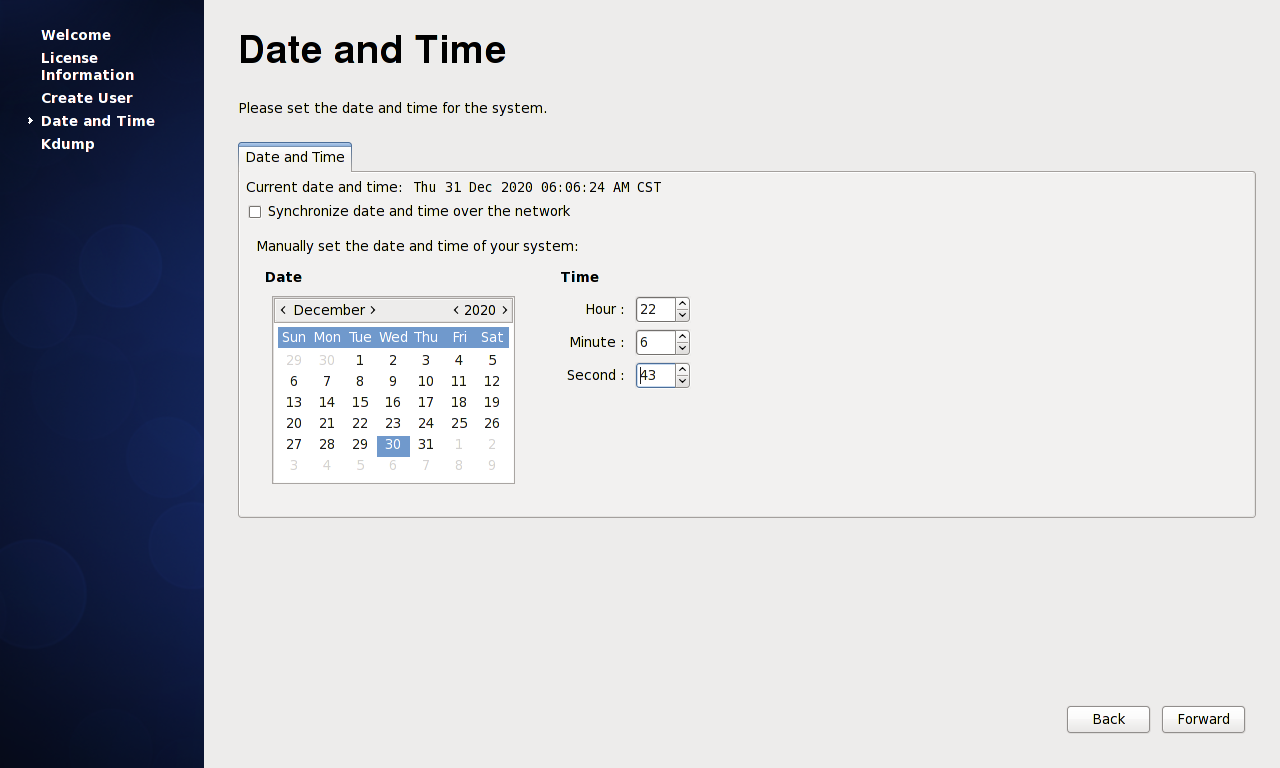 Welcome
License
Information
Create User
Date and Time
Kdump
Date and Time
Please set the date and time for the system.
Date and Time
Current date and time: Thu 31 Dec 2020 06:06:24 AM CST
Synchronize date and time over the network
Manually set the date and time of your system:
Date
December 2020
Sun Mon Tue Wed Thu Fri Sat
29 30 1 2 3 4 5
6 7 8 9 10 11 12
13 14 15 16 17 18 19
20 21 22 23 24 25 26
27 28 29 30 31 1 2
3 4 5 6 7 8 9
Time
Hour : 22
Minute : 6
Second : 43
Back
Forward